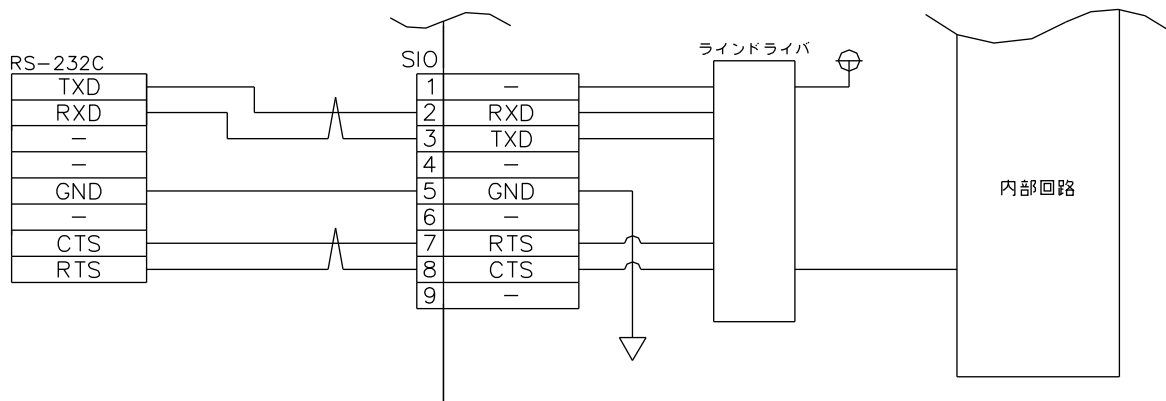 RS-232C
TXD
RXD
-
-
GND
-
CTS
RTS
SIO
1 -
2 RXD
3 TXD
4 -
5 GND
6 -
7 RTS
8 CTS
9 -
ラインドライバ
内部回路